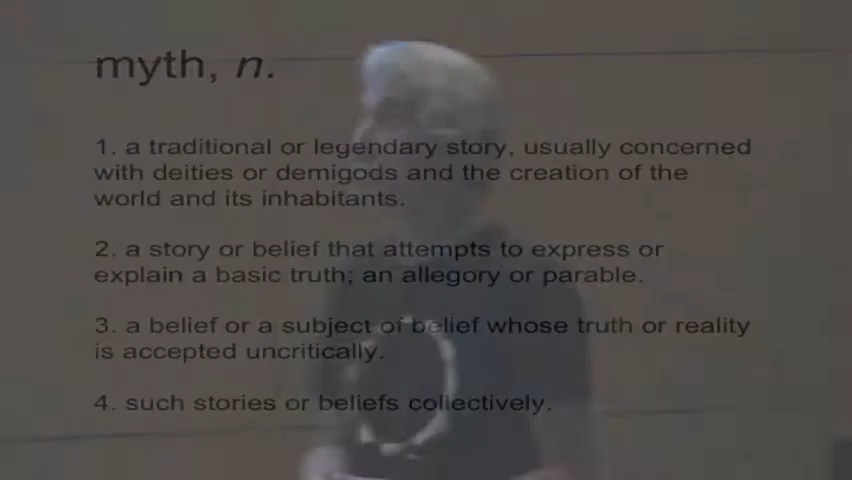 myth, n.
1. a traditional or legendary story, usually concerned
with deities or demigods and the creation of the
world and its inhabitants.
2. a story or belief that attempts to express or
explain a basic truth; an allegory or parable.
3. a belief or a subject of belief whose truth or reality
is accepted uncritically.
4. such stories or beliefs collectively.